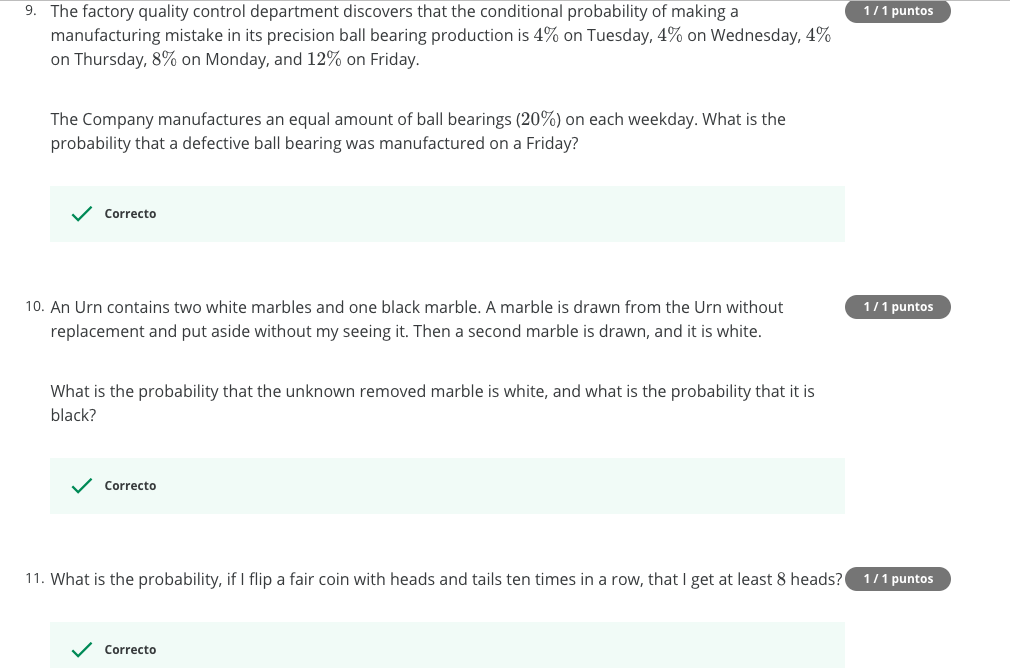 9. The factory quality control department discovers that the conditional probability of making a
1 / 1 puntos
manufacturing mistake in its precision ball bearing production is 4% on Tuesday, 4% on Wednesday, 4%
on Thursday, 8% on Monday, and 12% on Friday.
The Company manufactures an equal amount of ball bearings (20%) on each weekday. What is the
probability that a defective ball bearing was manufactured on a Friday?
Correcto
10. An Urn contains two white marbles and one black marble. A marble is drawn from the Urn without
1 / 1 puntos
replacement and put aside without my seeing it. Then a second marble is drawn, and it is white.
What is the probability that the unknown removed marble is white, and what is the probability that it is
black?
Correcto
11. What is the probability, if I flip a fair coin with heads and tails ten times in a row, that I get at least 8 heads?
1 / 1 puntos
Correcto